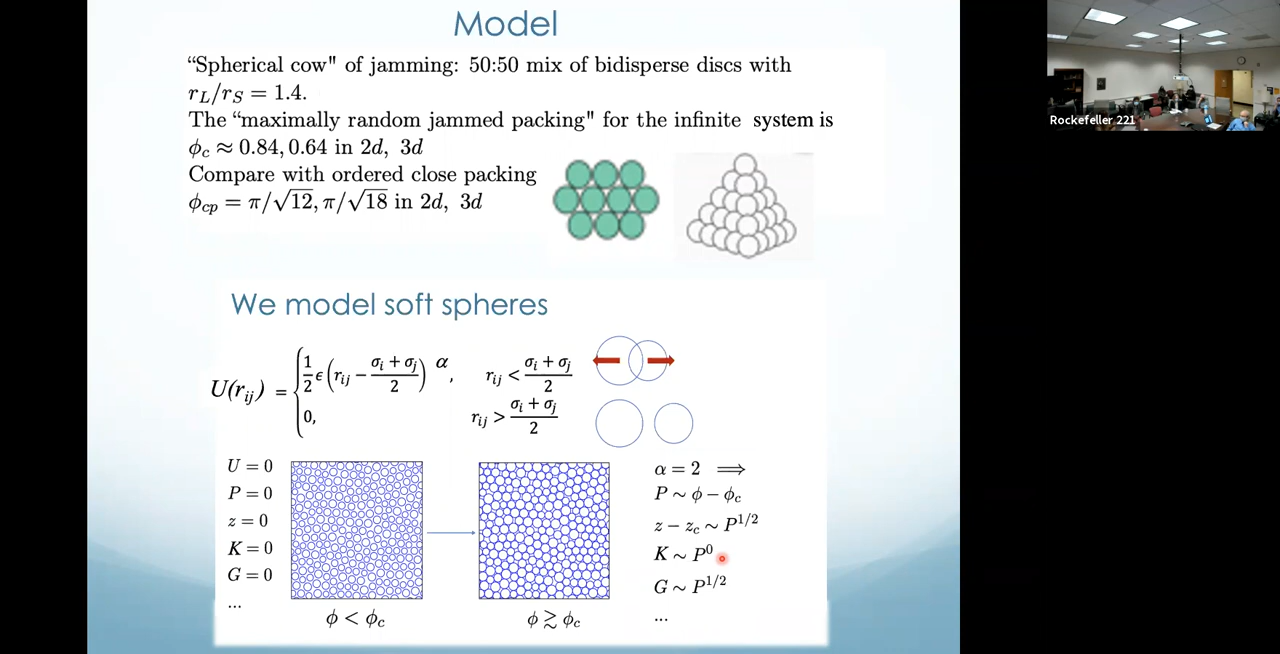 Model
“Spherical cow" of jamming: 50:50 mix of bidisperse discs with
r_L/r_S = 1.4.
The “maximally random jammed packing" for the infinite system is
ϕ_c ≈ 0.84, 0.64 in 2d, 3d
Compare with ordered close packing
ϕ_cp = π/√12, π/√18 in 2d, 3d
We model soft spheres
U(r_ij) = { 1/2 ϵ (r_ij − (σ_i + σ_j)/2)^α, r_ij < (σ_i + σ_j)/2
0, r_ij > (σ_i + σ_j)/2
U = 0
P = 0
z = 0
K = 0
G = 0
...
ϕ < ϕ_c
ϕ ≳ ϕ_c
α = 2 ⟹
P ~ ϕ − ϕ_c
z − z_c ~ P^1/2
K ~ P^0
G ~ P^1/2
...
Rockefeller 221